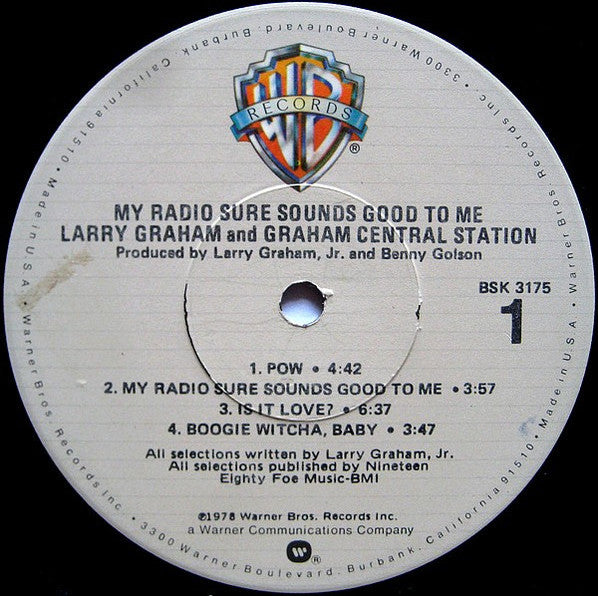 WB
RECORDS
®
MY RADIO SURE SOUNDS GOOD TO ME
LARRY GRAHAM and GRAHAM CENTRAL STATION
Produced by Larry Graham, Jr. and Benny Golson
BSK 3175
1
1. POW • 4:42
2. MY RADIO SURE SOUNDS GOOD TO ME • 3:57
3. IS IT LOVE? • 6:37
4. BOOGIE WITCHA, BABY • 3:47
All selections written by Larry Graham, Jr.
All selections published by Nineteen
Eighty Foe Music-BMI
℗1978 Warner Bros. Records Inc.
a Warner Communications Company
W ®
Made in U.S.A. • Warner Bros. Records Inc. • 3300 Warner Boulevard, Burbank, California 91510 • Made in U.S.A. • Warner Bros. Records Inc. • 3300 Warner Boulevard, Burbank, California 91510 •